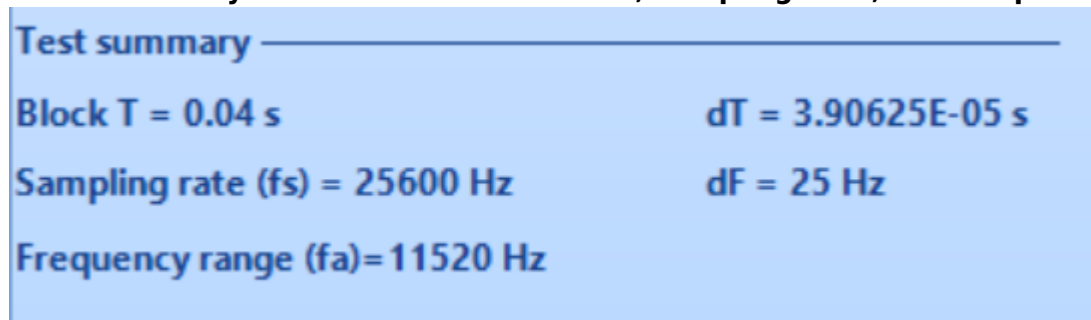 Test summary
Block T = 0.04 s dT = 3.90625E-05 s
Sampling rate (fs) = 25600 Hz dF = 25 Hz
Frequency range (fa)=11520 Hz